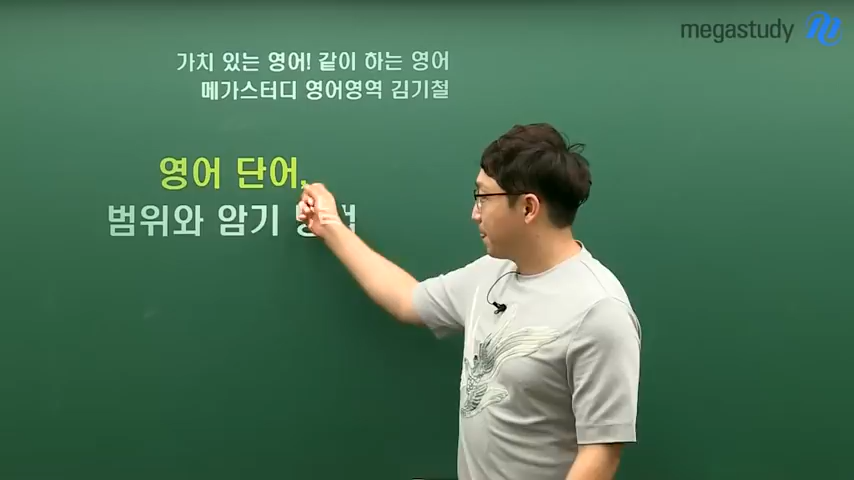 megastudy
가치 있는 영어! 같이 하는 영어
메가스터디 영어영역 김기철
영어 단어,
범위와 암기